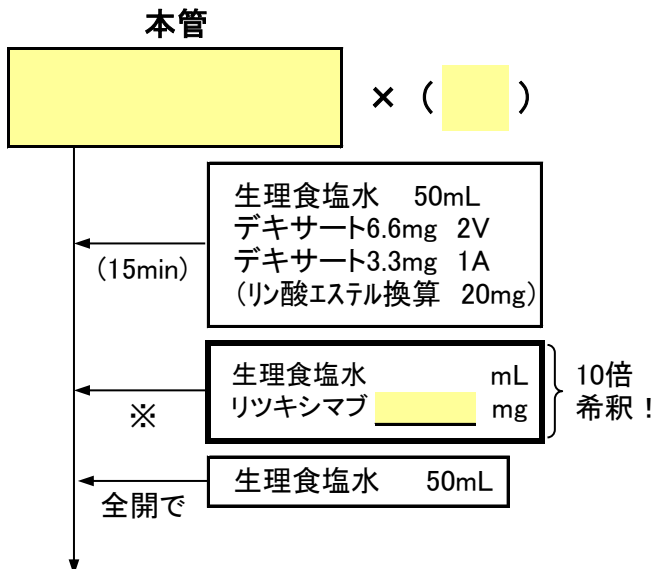 本管
×（　）
生理食塩水　50mL
デキサート6.6mg 2V
デキサート3.3mg 1A
（リン酸エステル換算　20mg）
（15min）
生理食塩水　mL
リツキシマブ　mg
10倍
希釈！
※
生理食塩水　50mL
全開で